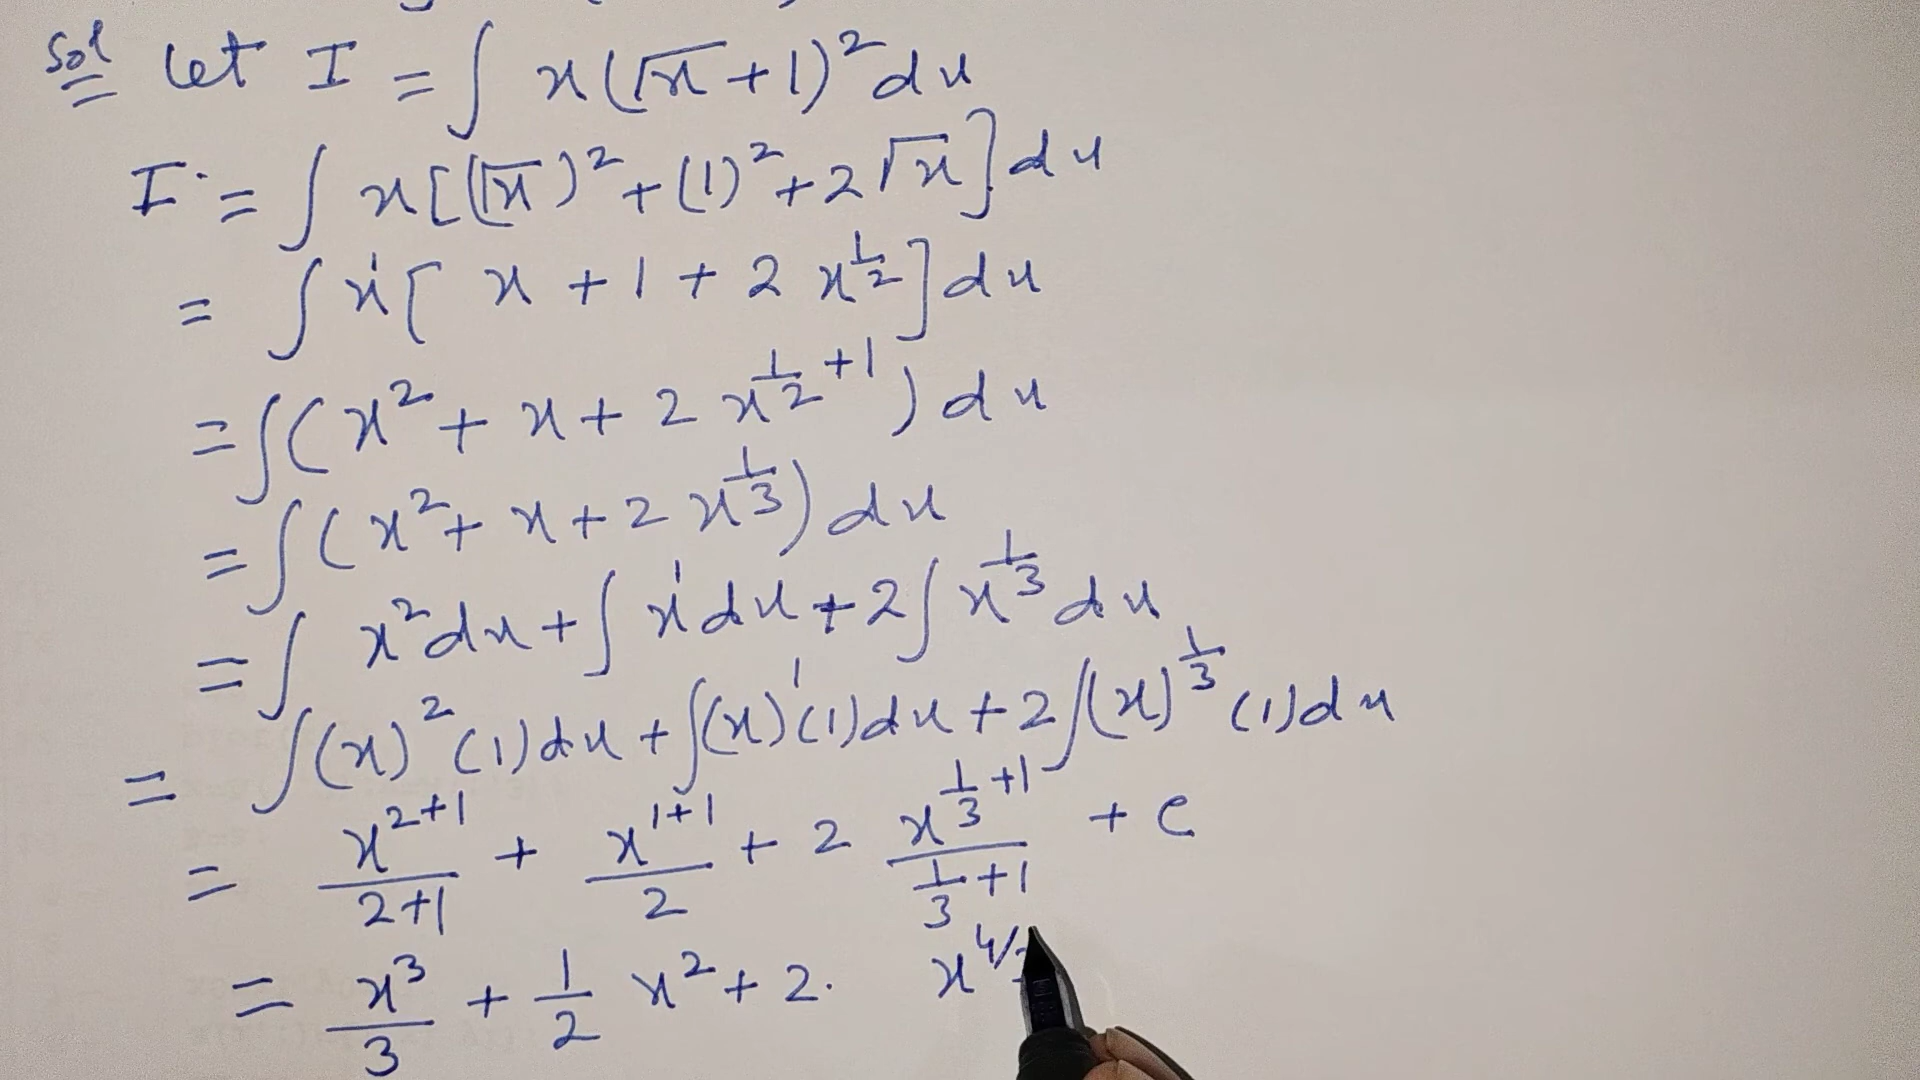 Sol Let I = ∫ x(√x + 1)² dx
I = ∫ x[(√x)² + (1)² + 2√x] dx
= ∫ x¹[ x + 1 + 2 x^(1/2) ] dx
= ∫ ( x² + x + 2 x^(1/2 + 1) ) dx
= ∫ ( x² + x + 2 x^(1/3) ) dx
= ∫ x² dx + ∫ x¹ dx + 2 ∫ x^(1/3) dx
= ∫ (x)² (1) dx + ∫ (x)¹ (1) dx + 2 ∫ (x)^(1/3) (1) dx
= x^(2+1) / (2+1) + x^(1+1) / 2 + 2 x^(1/3 + 1) / (1/3 + 1) + c
= x³ / 3 + 1/2 x² + 2. x^(4/